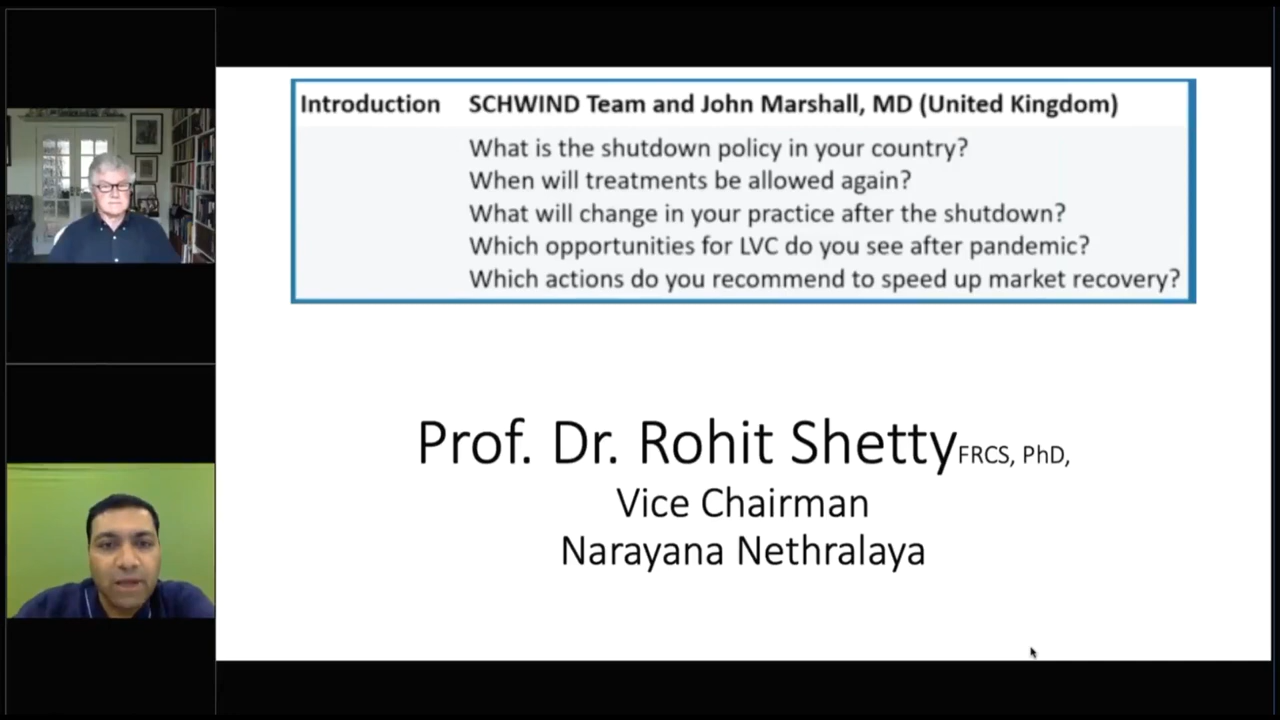 Introduction SCHWIND Team and John Marshall, MD (United Kingdom)
What is the shutdown policy in your country?
When will treatments be allowed again?
What will change in your practice after the shutdown?
Which opportunities for LVC do you see after pandemic?
Which actions do you recommend to speed up market recovery?
Prof. Dr. Rohit Shetty FRCS, PhD,
Vice Chairman
Narayana Nethralaya